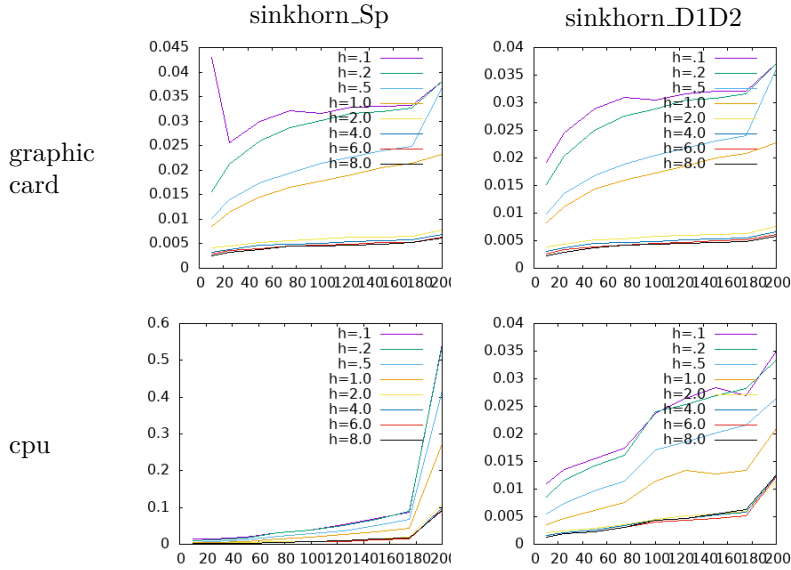 sinkhorn_Sp
sinkhorn_D1D2
graphic
card
0.045
0.04
0.035
0.03
0.025
0.02
0.015
0.01
0.005
0
0 20 40 60 80 100 120 140 160 180 200
h=.1
h=.2
h=.5
h=1.0
h=2.0
h=4.0
h=6.0
h=8.0
0.04
0.035
0.03
0.025
0.02
0.015
0.01
0.005
0
0 20 40 60 80 100 120 140 160 180 200
h=.1
h=.2
h=.5
h=1.0
h=2.0
h=4.0
h=6.0
h=8.0
cpu
0.6
0.5
0.4
0.3
0.2
0.1
0
0 20 40 60 80 100 120 140 160 180 200
h=.1
h=.2
h=.5
h=1.0
h=2.0
h=4.0
h=6.0
h=8.0
0.04
0.035
0.03
0.025
0.02
0.015
0.01
0.005
0
0 20 40 60 80 100 120 140 160 180 200
h=.1
h=.2
h=.5
h=1.0
h=2.0
h=4.0
h=6.0
h=8.0